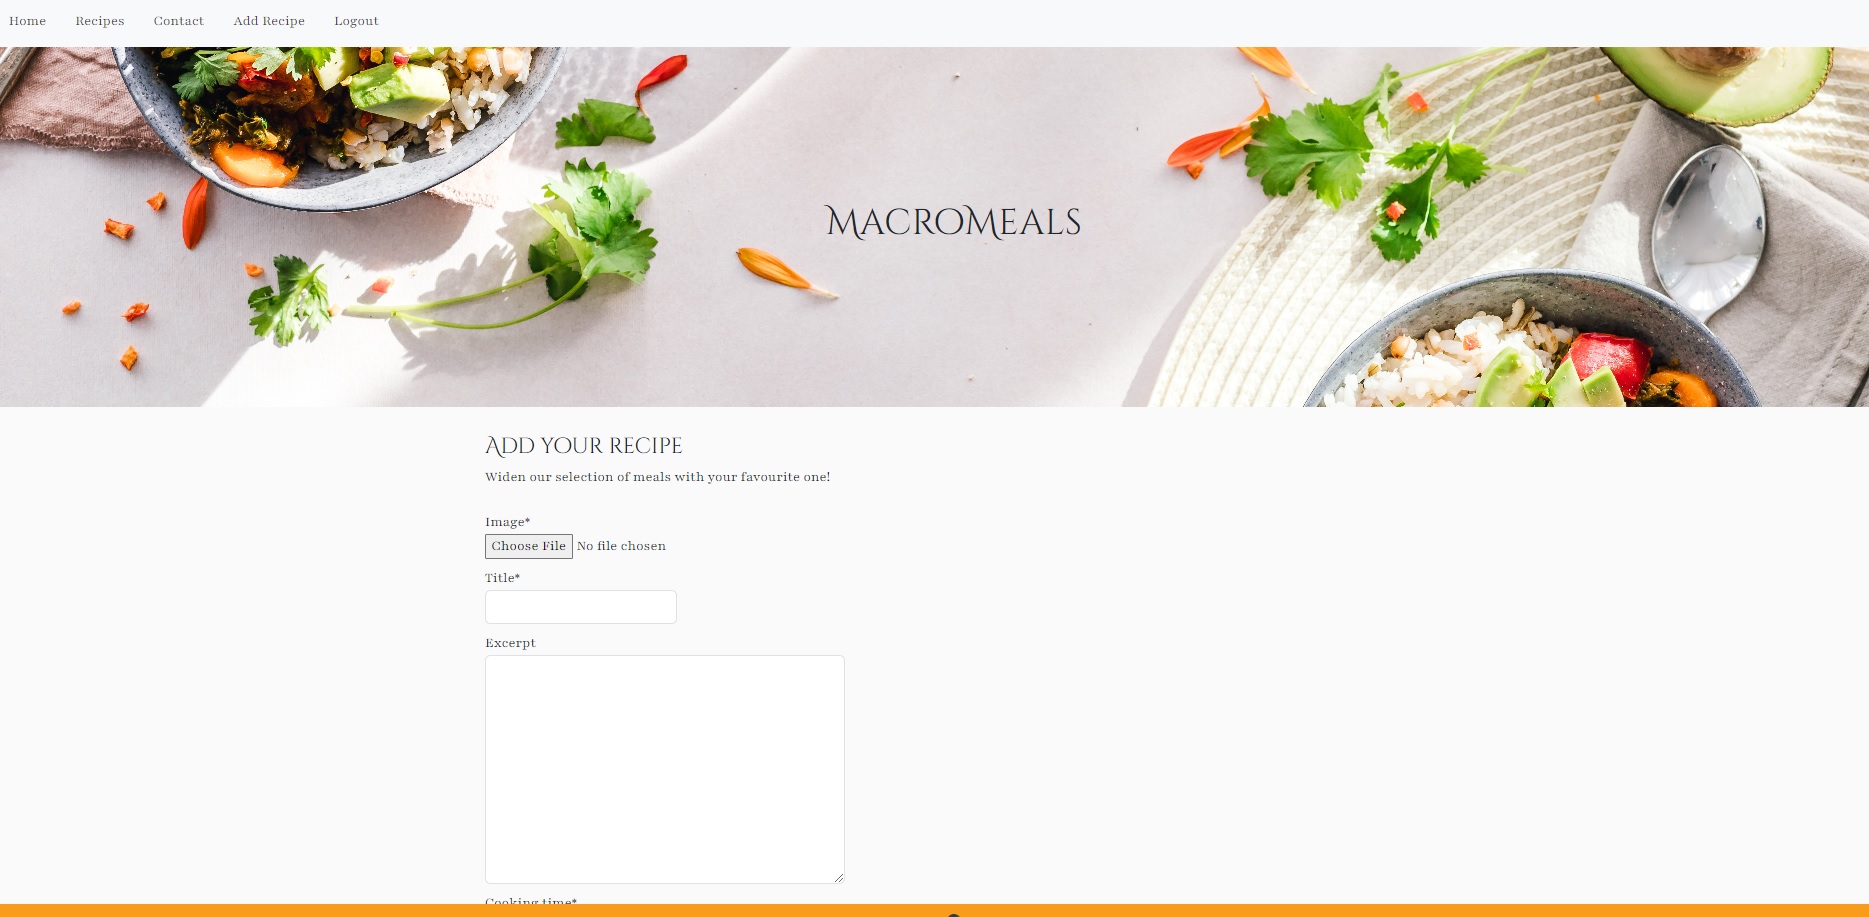 Home Recipes Contact Add Recipe Logout
MacroMeals
Add your recipe
Widen our selection of meals with your favourite one!
Image*
Choose File No file chosen
Title*
Excerpt
Cooking time*